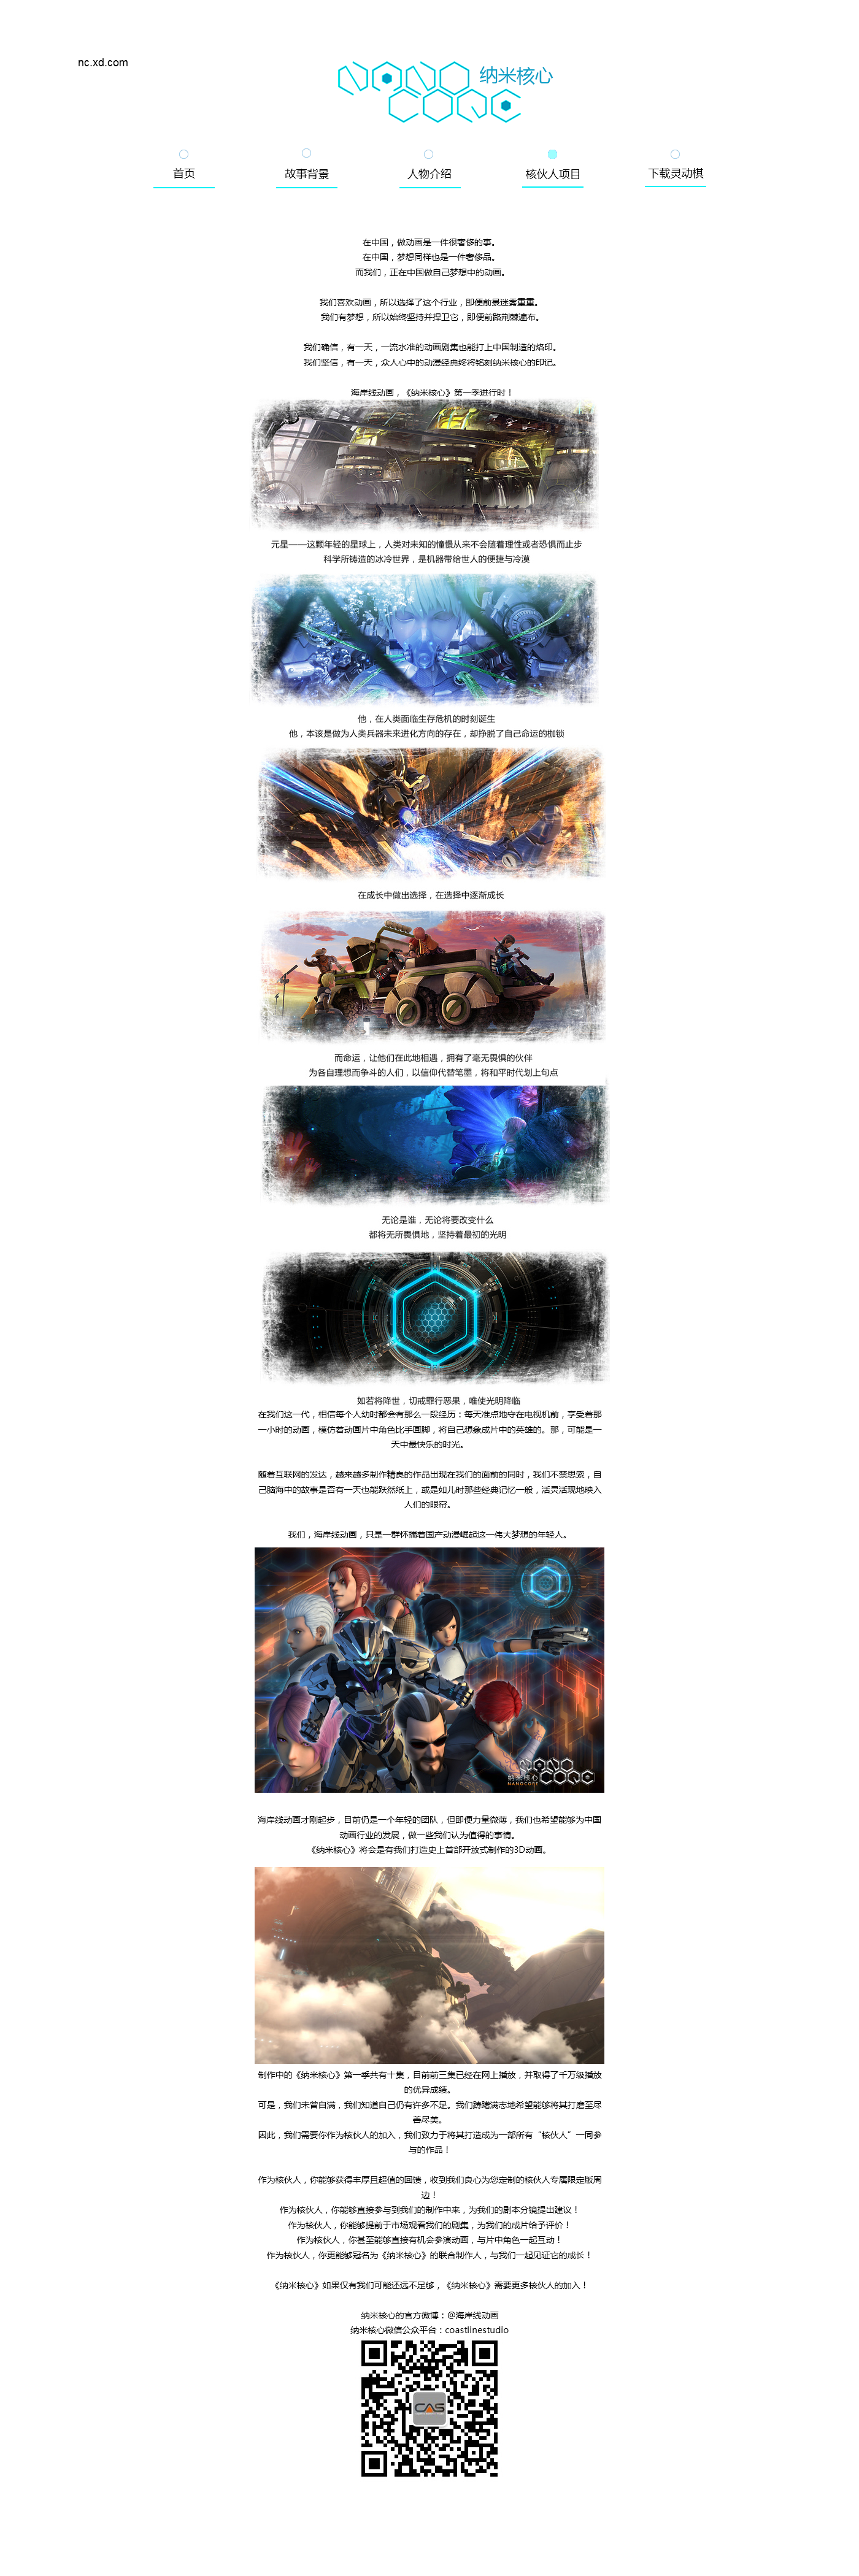 nc.xd.com
NANO
纳米核心
CORE
首页
故事背景
人物介绍
核伙人项目
下载灵动棋
在中国，做动画是一件很奢侈的事。
在中国，梦想同样也是一件奢侈品。
而我们，正在中国做自己梦想中的动画。
我们喜欢动画，所以选择了这个行业，即便前景迷雾重重。
我们有梦想，所以始终坚持并捍卫它，即便前路荆棘遍布。
我们确信，有一天，一流水准的动画剧集也能打上中国制造的烙印。
我们坚信，有一天，众人心中的动漫经典终将铭刻纳米核心的印记。
海岸线动画，《纳米核心》第一季进行时！
元星——这颗年轻的星球上，人类对未知的憧憬从来不会随着理性或者恐惧而止步
科学所铸造的冰冷世界，是机器带给世人的便捷与冷漠
他，在人类面临生存危机的时刻诞生
他，本该是做为人类兵器未来进化方向的存在，却挣脱了自己命运的枷锁
在成长中做出选择，在选择中逐渐成长
而命运，让他们在此地相遇，拥有了毫无畏惧的伙伴
为各自理想而争斗的人们，以信仰代替笔墨，将和平时代划上句点
无论是谁，无论将要改变什么
都将无所畏惧地，坚持着最初的光明
如若将降世，切戒罪行恶果，唯使光明降临
在我们这一代，相信每个人幼时都会有那么一段经历：每天准点地守在电视机前，享受着那
一小时的动画，模仿着动画片中角色比手画脚，将自己想象成片中的英雄的。那，可能是一
天中最快乐的时光。
随着互联网的发达，越来越多制作精良的作品出现在我们的面前的同时，我们不禁思索，自
己脑海中的故事是否有一天也能跃然纸上，或是如儿时那些经典记忆一般，活灵活现地映入
人们的眼帘。
我们，海岸线动画，只是一群怀揣着国产动漫崛起这一伟大梦想的年轻人。
NANO
纳米核心
CORE
NANOCORE
海岸线动画才刚起步，目前仍是一个年轻的团队，但即便力量微薄，我们也希望能够为中国
动画行业的发展，做一些我们认为值得的事情。
《纳米核心》将会是有我们打造史上首部开放式制作的3D动画。
制作中的《纳米核心》第一季共有十集，目前前三集已经在网上播放，并取得了千万级播放
的优异成绩。
可是，我们未曾自满，我们知道自己仍有许多不足。我们踌躇满志地希望能够将其打磨至尽
善尽美。
因此，我们需要你作为核伙人的加入，我们致力于将其打造成为一部所有“核伙人”一同参
与的作品！
作为核伙人，你能够获得丰厚且超值的回馈，收到我们良心为您定制的核伙人专属限定版周
边！
作为核伙人，你能够直接参与到我们的制作中来，为我们的剧本分镜提出建议！
作为核伙人，你能够提前于市场观看我们的剧集，为我们的成片给予评价！
作为核伙人，你甚至能够直接有机会参演动画，与片中角色一起互动！
作为核伙人，你更能够冠名为《纳米核心》的联合制作人，与我们一起见证它的成长！
《纳米核心》如果仅有我们可能还远不足够，《纳米核心》需要更多核伙人的加入！
纳米核心的官方微博：@海岸线动画
纳米核心微信公众平台：coastlinestudio
CAS